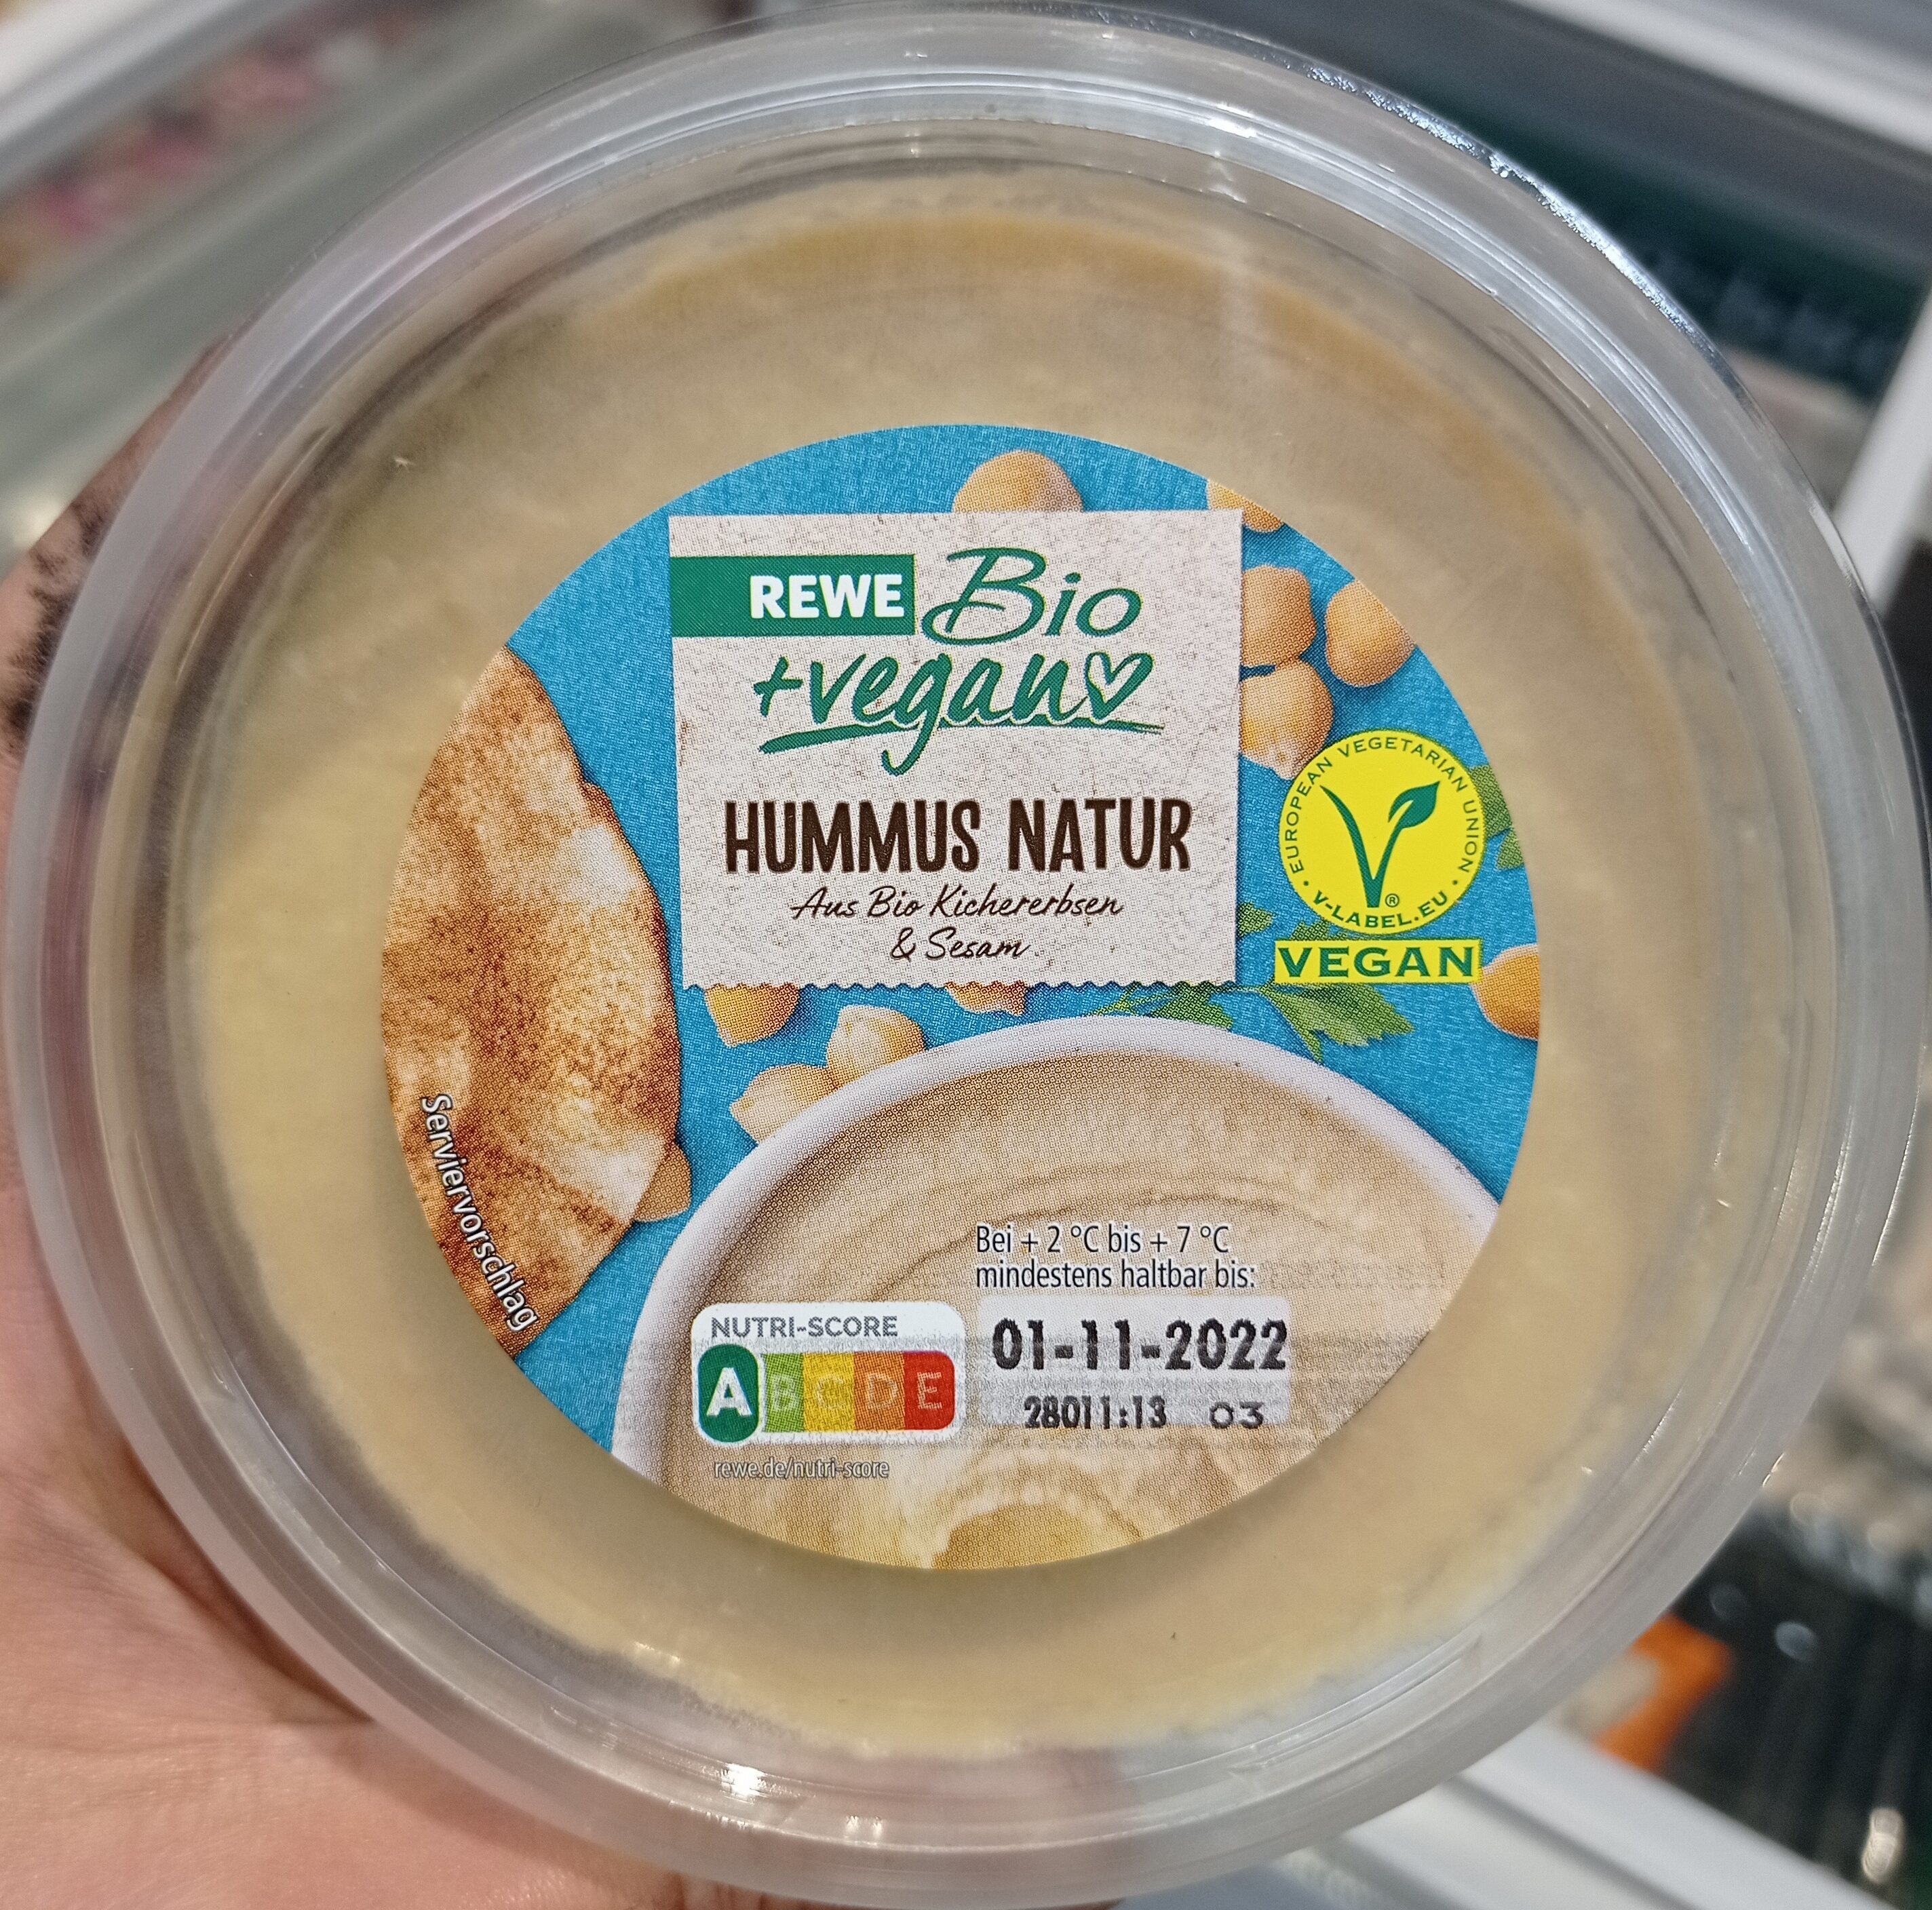 REWE Bio
+vegan
HUMMUS NATUR
Aus Bio Kichererbsen
& Sesam
EUROPEAN VEGETARIAN UNION
V-LABEL.EU
®
VEGAN
Serviervorschlag
Bei + 2 °C bis + 7 °C
mindestens haltbar bis:
01-11-2022
28011:13 03
NUTRI-SCORE
A B C D E
rewe.de/nutri-score